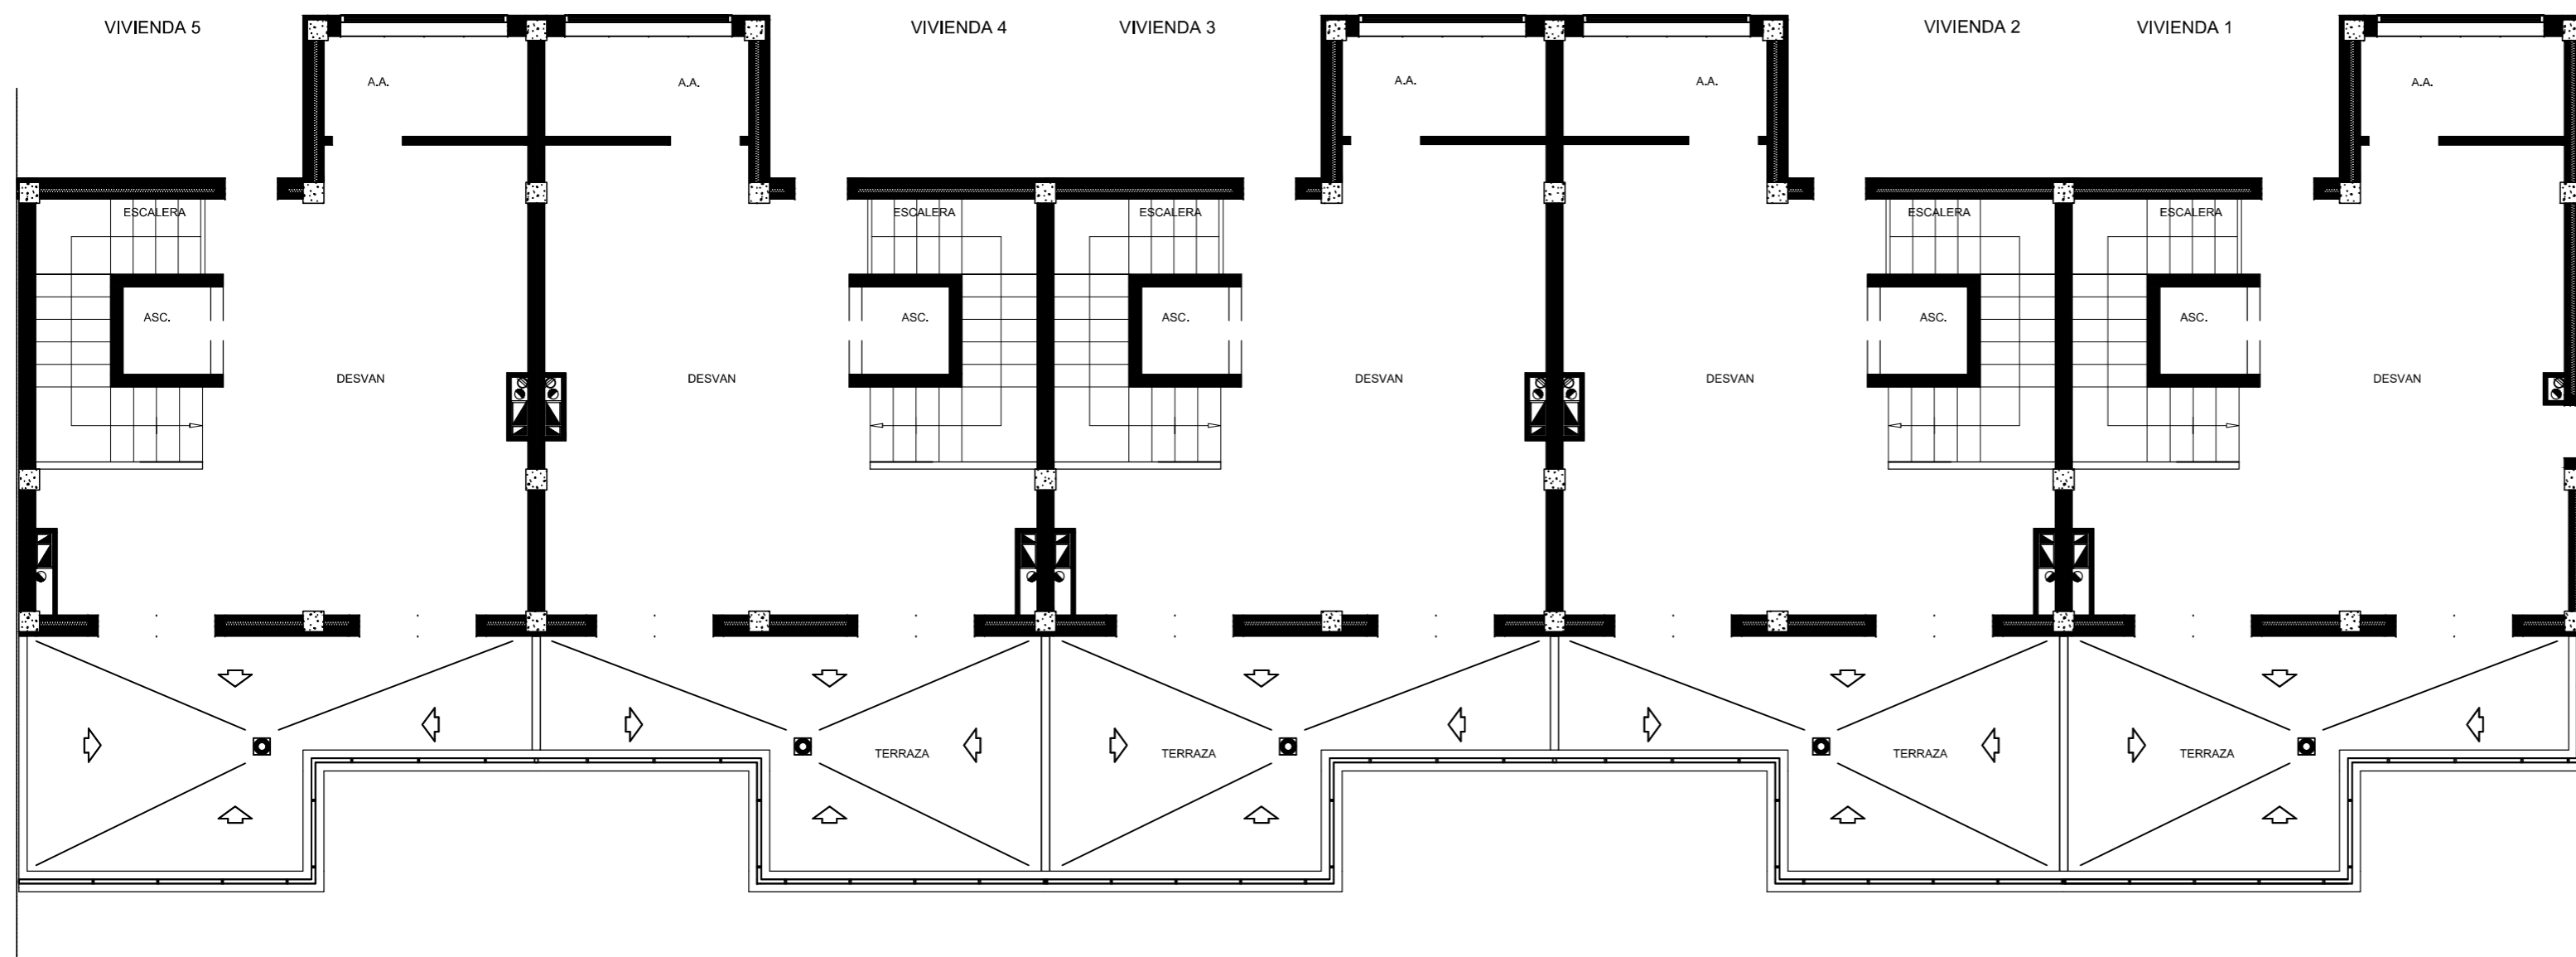 VIVIENDA 5
VIVIENDA 4
VIVIENDA 3
VIVIENDA 2
VIVIENDA 1
A.A.
A.A.
A.A.
A.A.
A.A.
ESCALERA
ESCALERA
ESCALERA
ESCALERA
ESCALERA
ASC.
ASC.
ASC.
ASC.
ASC.
DESVAN
DESVAN
DESVAN
DESVAN
DESVAN
TERRAZA
TERRAZA
TERRAZA
TERRAZA